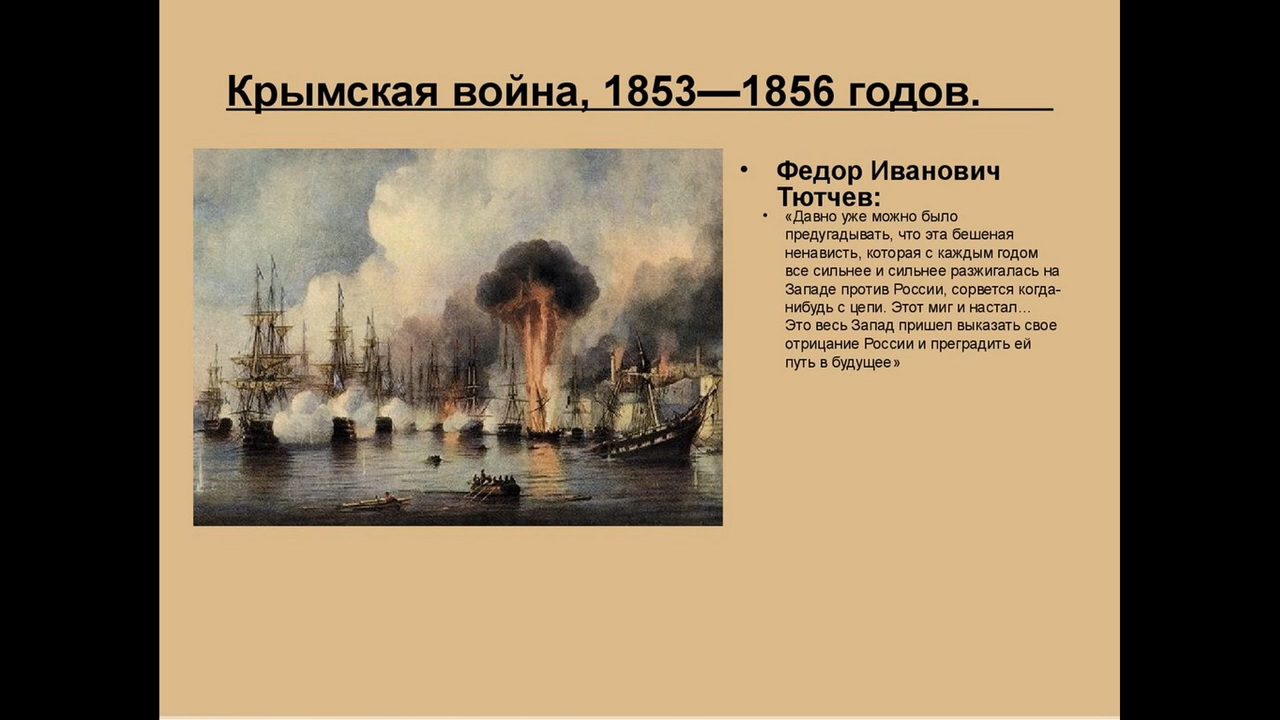 Крымская война, 1853—1856 годов.
• Федор Иванович
Тютчев:
• «Давно уже можно было
предугадывать, что эта бешеная
ненависть, которая с каждым годом
все сильнее и сильнее разжигалась на
Западе против России, сорвется когда-
нибудь с цепи. Этот миг и настал…
Это весь Запад пришел выказать свое
отрицание России и преградить ей
путь в будущее»